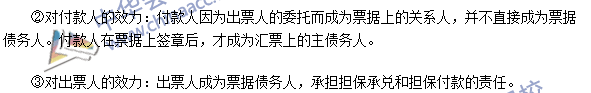 ②对付款人的效力：付款人因为出票人的委托而成为票据上的关系人，并不直接成为票据
债务人。付款人在票据上签章后，才成为汇票上的主债务人。
③对出票人的效力：出票人成为票据债务人，承担担保承兑和担保付款的责任。